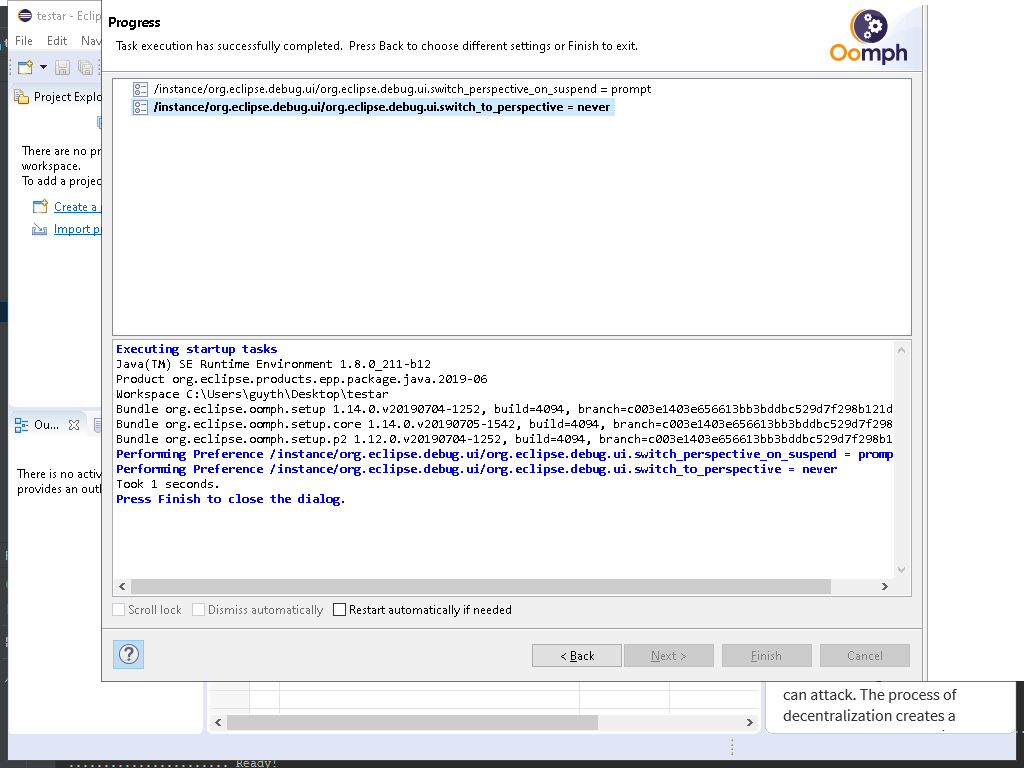 testar - Eclip
File Edit Nav
Project Explo
There are no pr
workspace.
To add a projec
Create a
Import pr
Ou...
There is no activ
provides an outl
Progress
Task execution has successfully completed. Press Back to choose different settings or Finish to exit.
Oomph
/instance/org.eclipse.debug.ui/org.eclipse.debug.ui.switch_perspective_on_suspend = prompt
/instance/org.eclipse.debug.ui/org.eclipse.debug.ui.switch_to_perspective = never
Executing startup tasks
Java(TM) SE Runtime Environment 1.8.0_211-b12
Product org.eclipse.products.epp.package.java.2019-06
Workspace C:\Users\guyth\Desktop\testar
Bundle org.eclipse.oomph.setup 1.14.0.v20190704-1252, build=4094, branch=c003e1403e656613bb3bddbc529d7f298b121d
Bundle org.eclipse.oomph.setup.core 1.14.0.v20190705-1542, build=4094, branch=c003e1403e656613bb3bddbc529d7f298
Bundle org.eclipse.oomph.setup.p2 1.12.0.v20190704-1252, build=4094, branch=c003e1403e656613bb3bddbc529d7f298b1
Performing Preference /instance/org.eclipse.debug.ui/org.eclipse.debug.ui.switch_perspective_on_suspend = promp
Performing Preference /instance/org.eclipse.debug.ui/org.eclipse.debug.ui.switch_to_perspective = never
Took 1 seconds.
Press Finish to close the dialog.
Scroll lock Dismiss automatically Restart automatically if needed
? < Back Next > Finish Cancel
can attack. The process of
decentralization creates a
....................... Ready!